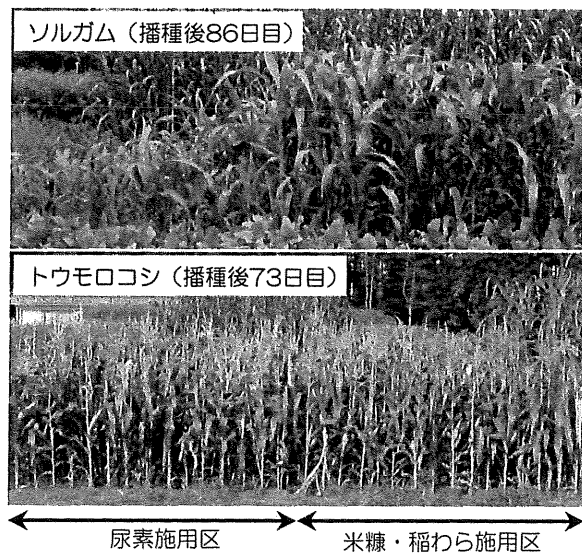 ソルガム（播種後86日目）
トウモロコシ（播種後73日目）
尿素施用区
米糠・稲わら施用区